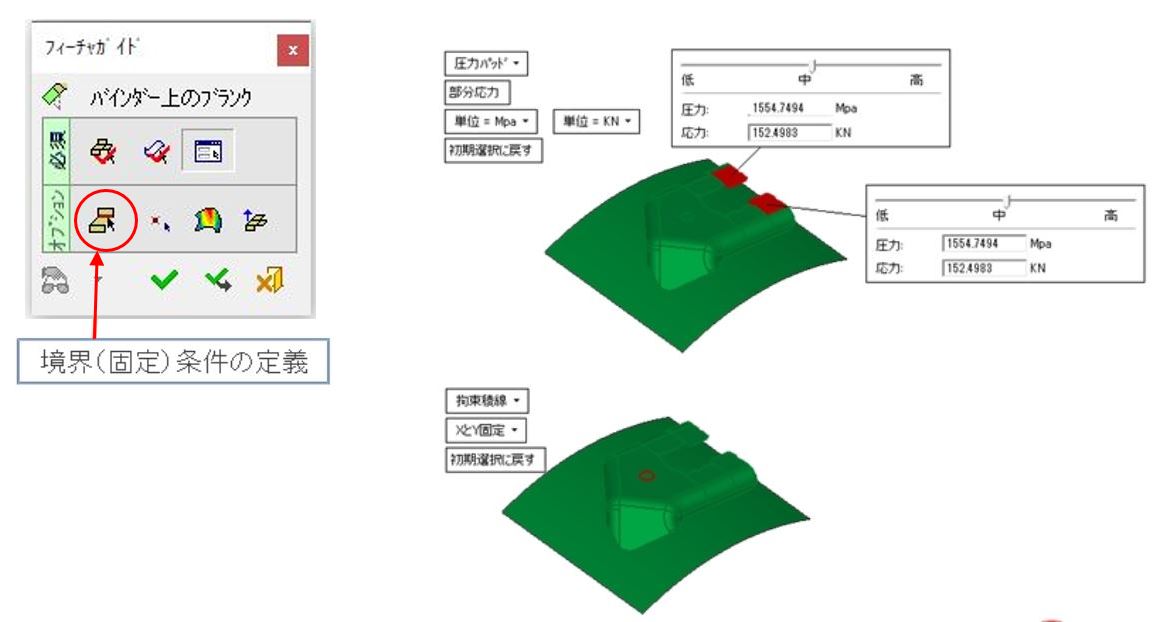 フィーチャガイド
x
バインダー上のブランク
必須
オプション
境界(固定)条件の定義
圧力パッド
部分応力
単位 = Mpa
単位 = KN
初期選択に戻す
低 中 高
圧力: 1554.7494 Mpa
応力: 152.4983 KN
低 中 高
圧力: 1554.7494 Mpa
応力: 152.4983 KN
拘束稜線
XとY固定
初期選択に戻す